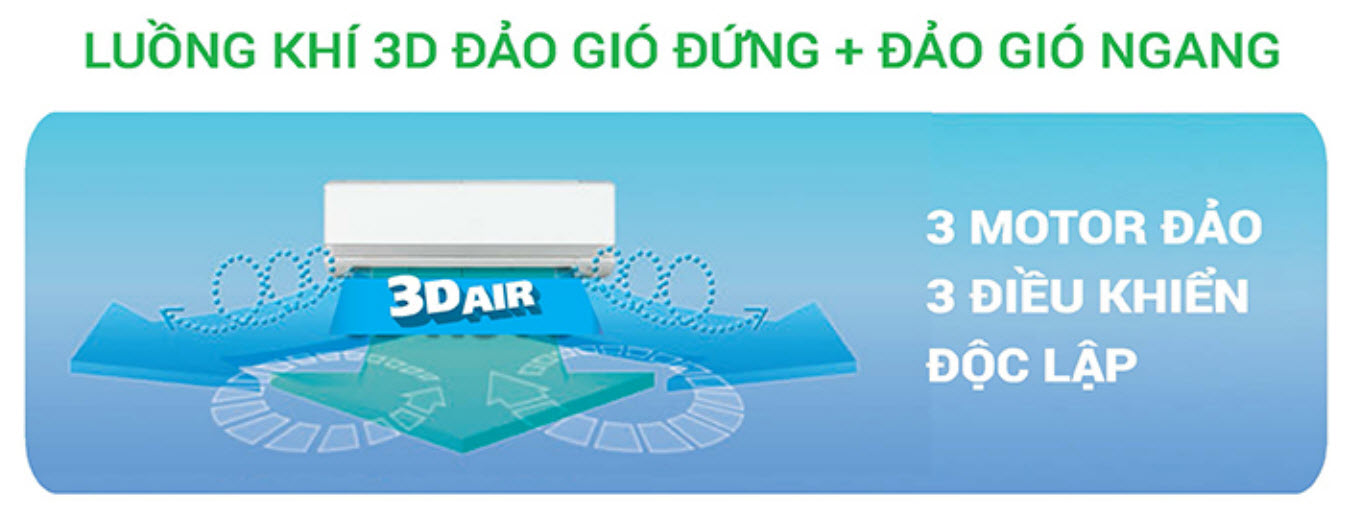 LUỒNG KHÍ 3D ĐẢO GIÓ ĐỨNG + ĐẢO GIÓ NGANG
3D AIR
3 MOTOR ĐẢO
3 ĐIỀU KHIỂN
ĐỘC LẬP